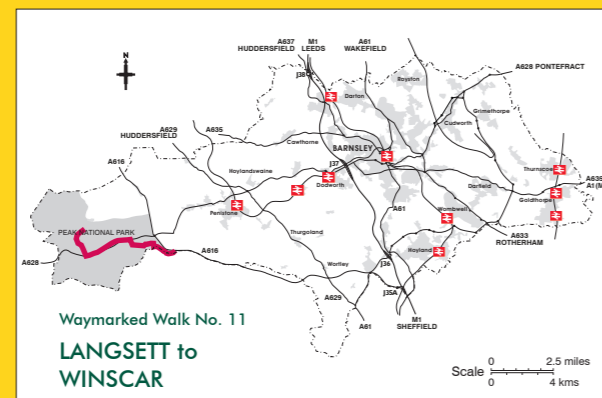 A637
HUDDERSFIELD
M1
LEEDS
A61
WAKEFIELD
N
J38
Royston
A628 PONTEFRACT
Darton
A629
HUDDERSFIELD
A635
Grimethorpe
Cudworth
Cawthorne
BARNSLEY
A616
J37
Thurnscoe
Hoylandswaine
Dodworth
Darfield
A635
A1(M
Goldthorpe
Penistone
A61
Wombwell
PEAK NATIONAL PARK
Thurgoland
A633
ROTHERHAM
A616
Hoyland
A628
Wortley
J36
J35A
A629
A61
M1
SHEFFIELD
Waymarked Walk No. 11
LANGSETT to
WINSCAR
Scale
0 2.5 miles
0 4 kms